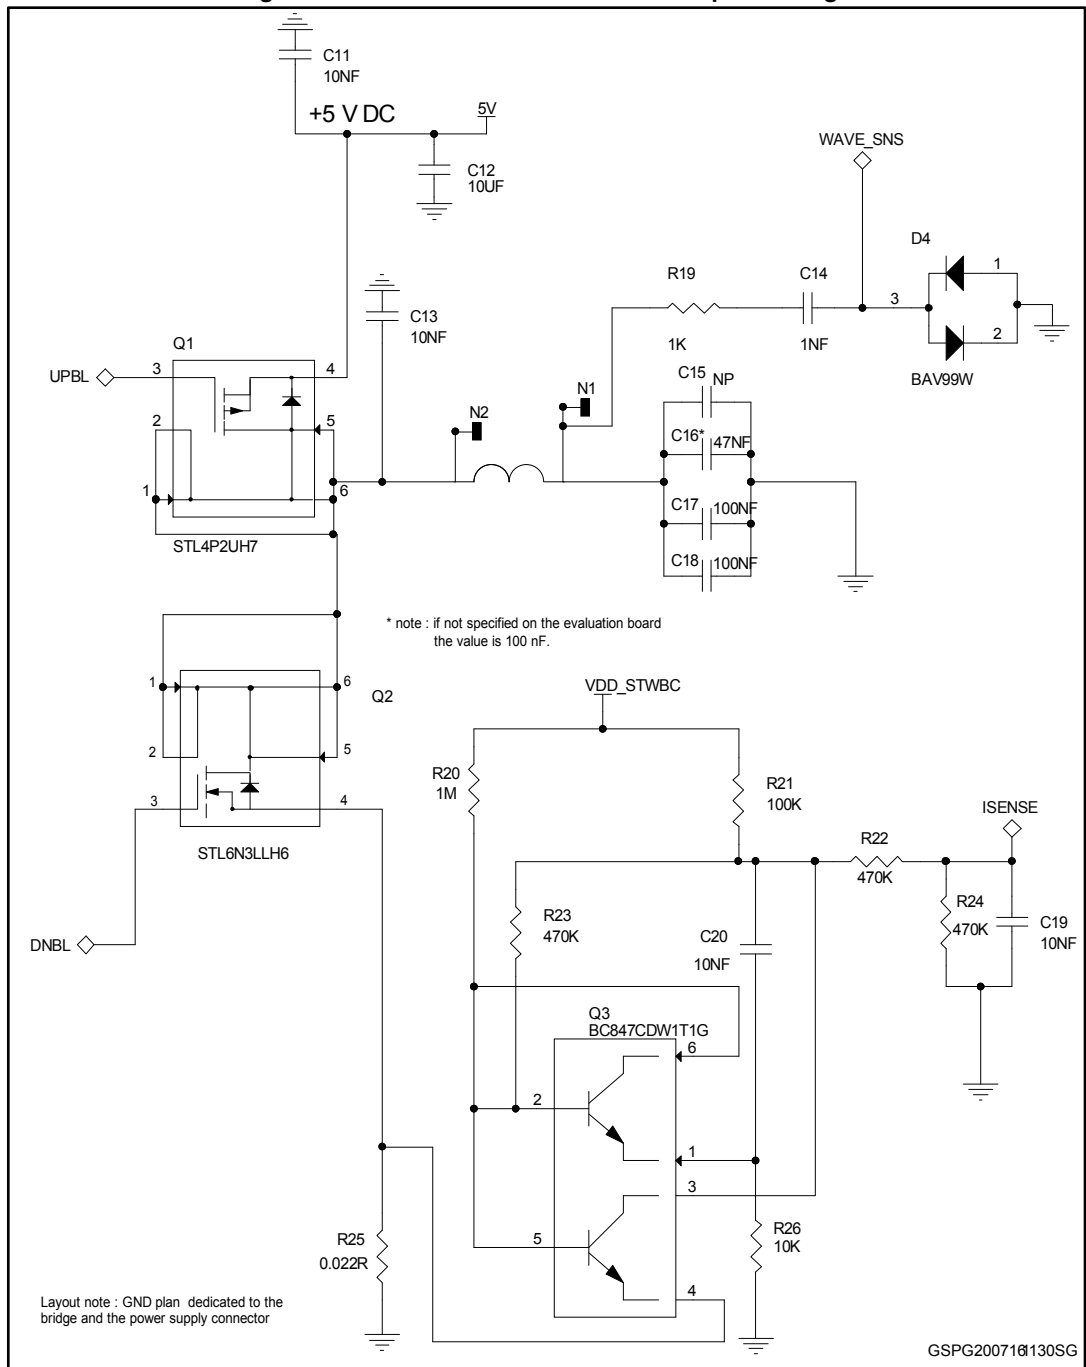 C11
10NF
+5 V DC
5V
C12
10UF
WAVE_SNS
D4
R19
C14
1
3
C13
10NF
2
1K
1NF
BAV99W
Q1
UPBL
3
4
C15
NP
N1
N2
2
5
C16*
47NF
1
6
C17
100NF
STL4P2UH7
C18
100NF
* note : if not specified on the evaluation board
the value is 100 nF.
1
6
Q2
VDD_STWBC
2
5
R20
1M
R21
100K
3
4
ISENSE
R22
470K
STL6N3LLH6
R23
470K
R24
470K
C19
10NF
C20
10NF
DNBL
Q3
BC847CDW1T1G
6
2
1
3
5
R26
10K
R25
0.022R
4
Layout note : GND plan dedicated to the
bridge and the power supply connector